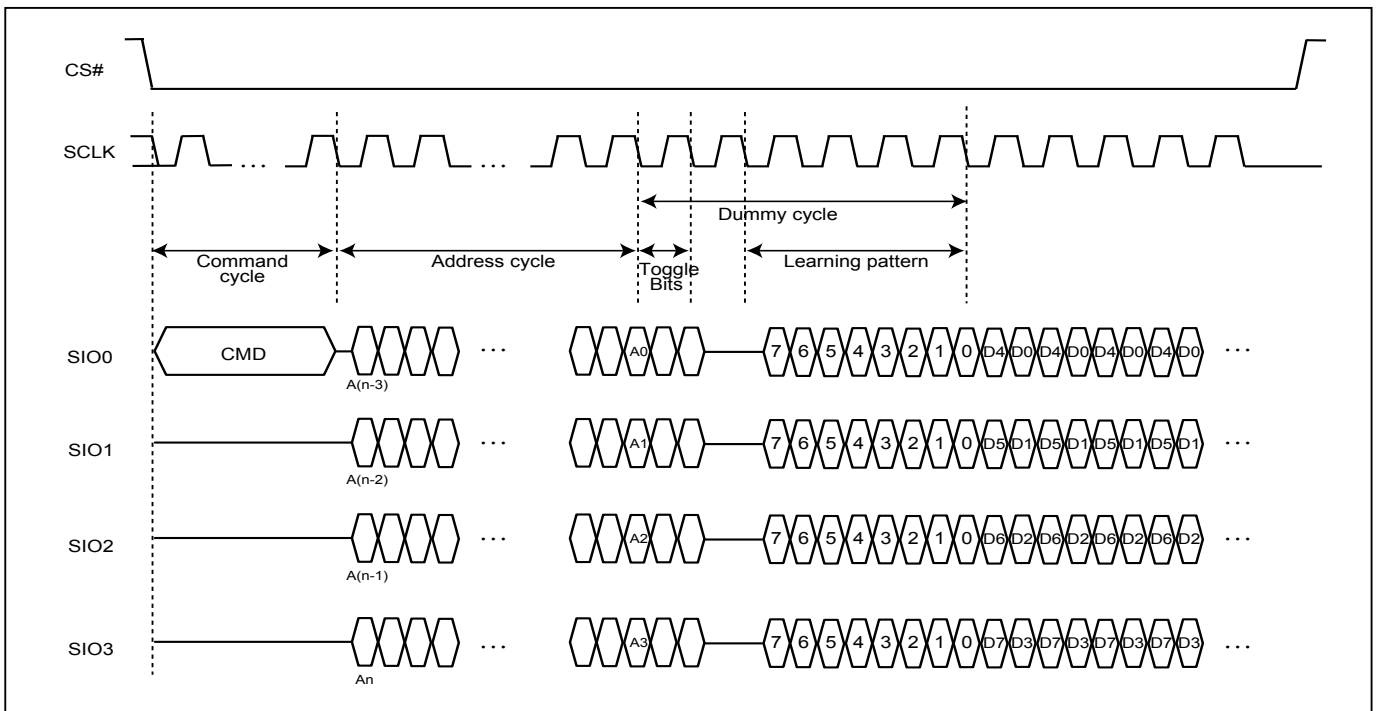 CS#
SCLK
... ... 
Dummy cycle
Command cycle
Address cycle
Toggle Bits
Learning pattern
SIO0 CMD ... A0 7 6 5 4 3 2 1 0 D4 D0 D4 D0 D4 D0 D4 D0 ...
A(n-3)
SIO1 ... A1 7 6 5 4 3 2 1 0 D5 D1 D5 D1 D5 D1 D5 D1 ...
A(n-2)
SIO2 ... A2 7 6 5 4 3 2 1 0 D6 D2 D6 D2 D6 D2 D6 D2 ...
A(n-1)
SIO3 ... A3 7 6 5 4 3 2 1 0 D7 D3 D7 D3 D7 D3 D7 D3 ...
An